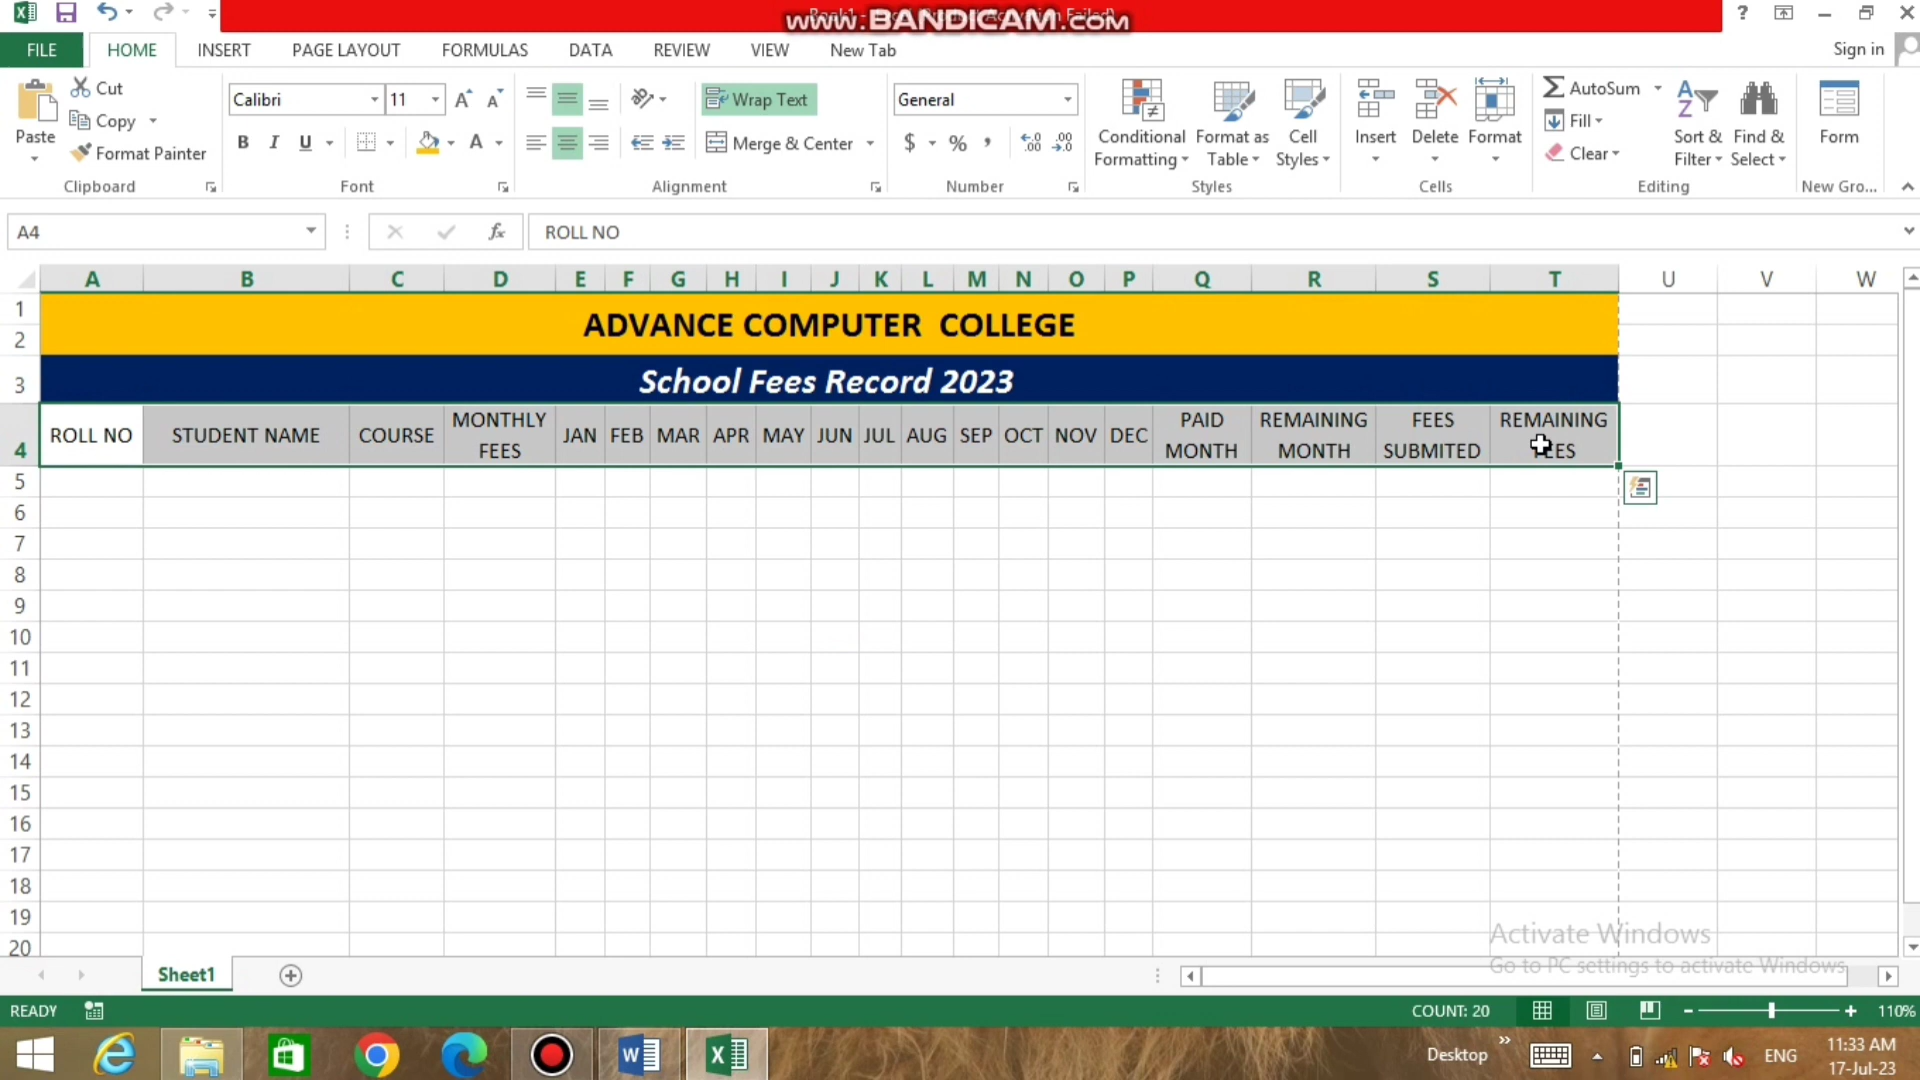 www.BANDICAM.com
FILE HOME INSERT PAGE LAYOUT FORMULAS DATA REVIEW VIEW New Tab Sign in
Cut
Copy
Format Painter
Paste
Clipboard
Calibri 11
B I U A
Font
Wrap Text
Merge & Center
Alignment
General
$ % ,
Number
Conditional Formatting
Format as Table
Cell Styles
Styles
Insert Delete Format
Cells
AutoSum
Fill
Clear
Sort & Filter
Find & Select
Editing
Form
New Gro...
A4 fx ROLL NO
A B C D E F G H I J K L M N O P Q R S T U V W
1
2
ADVANCE COMPUTER COLLEGE
3 School Fees Record 2023
4 ROLL NO STUDENT NAME COURSE MONTHLY FEES JAN FEB MAR APR MAY JUN JUL AUG SEP OCT NOV DEC PAID MONTH REMAINING MONTH FEES SUBMITED REMAINING FEES
5
6
7
8
9
10
11
12
13
14
15
16
17
18
19
20
Activate Windows
Go to PC settings to activate Windows.
Sheet1
READY COUNT: 20 110%
Desktop ENG 11:33 AM
17-Jul-23